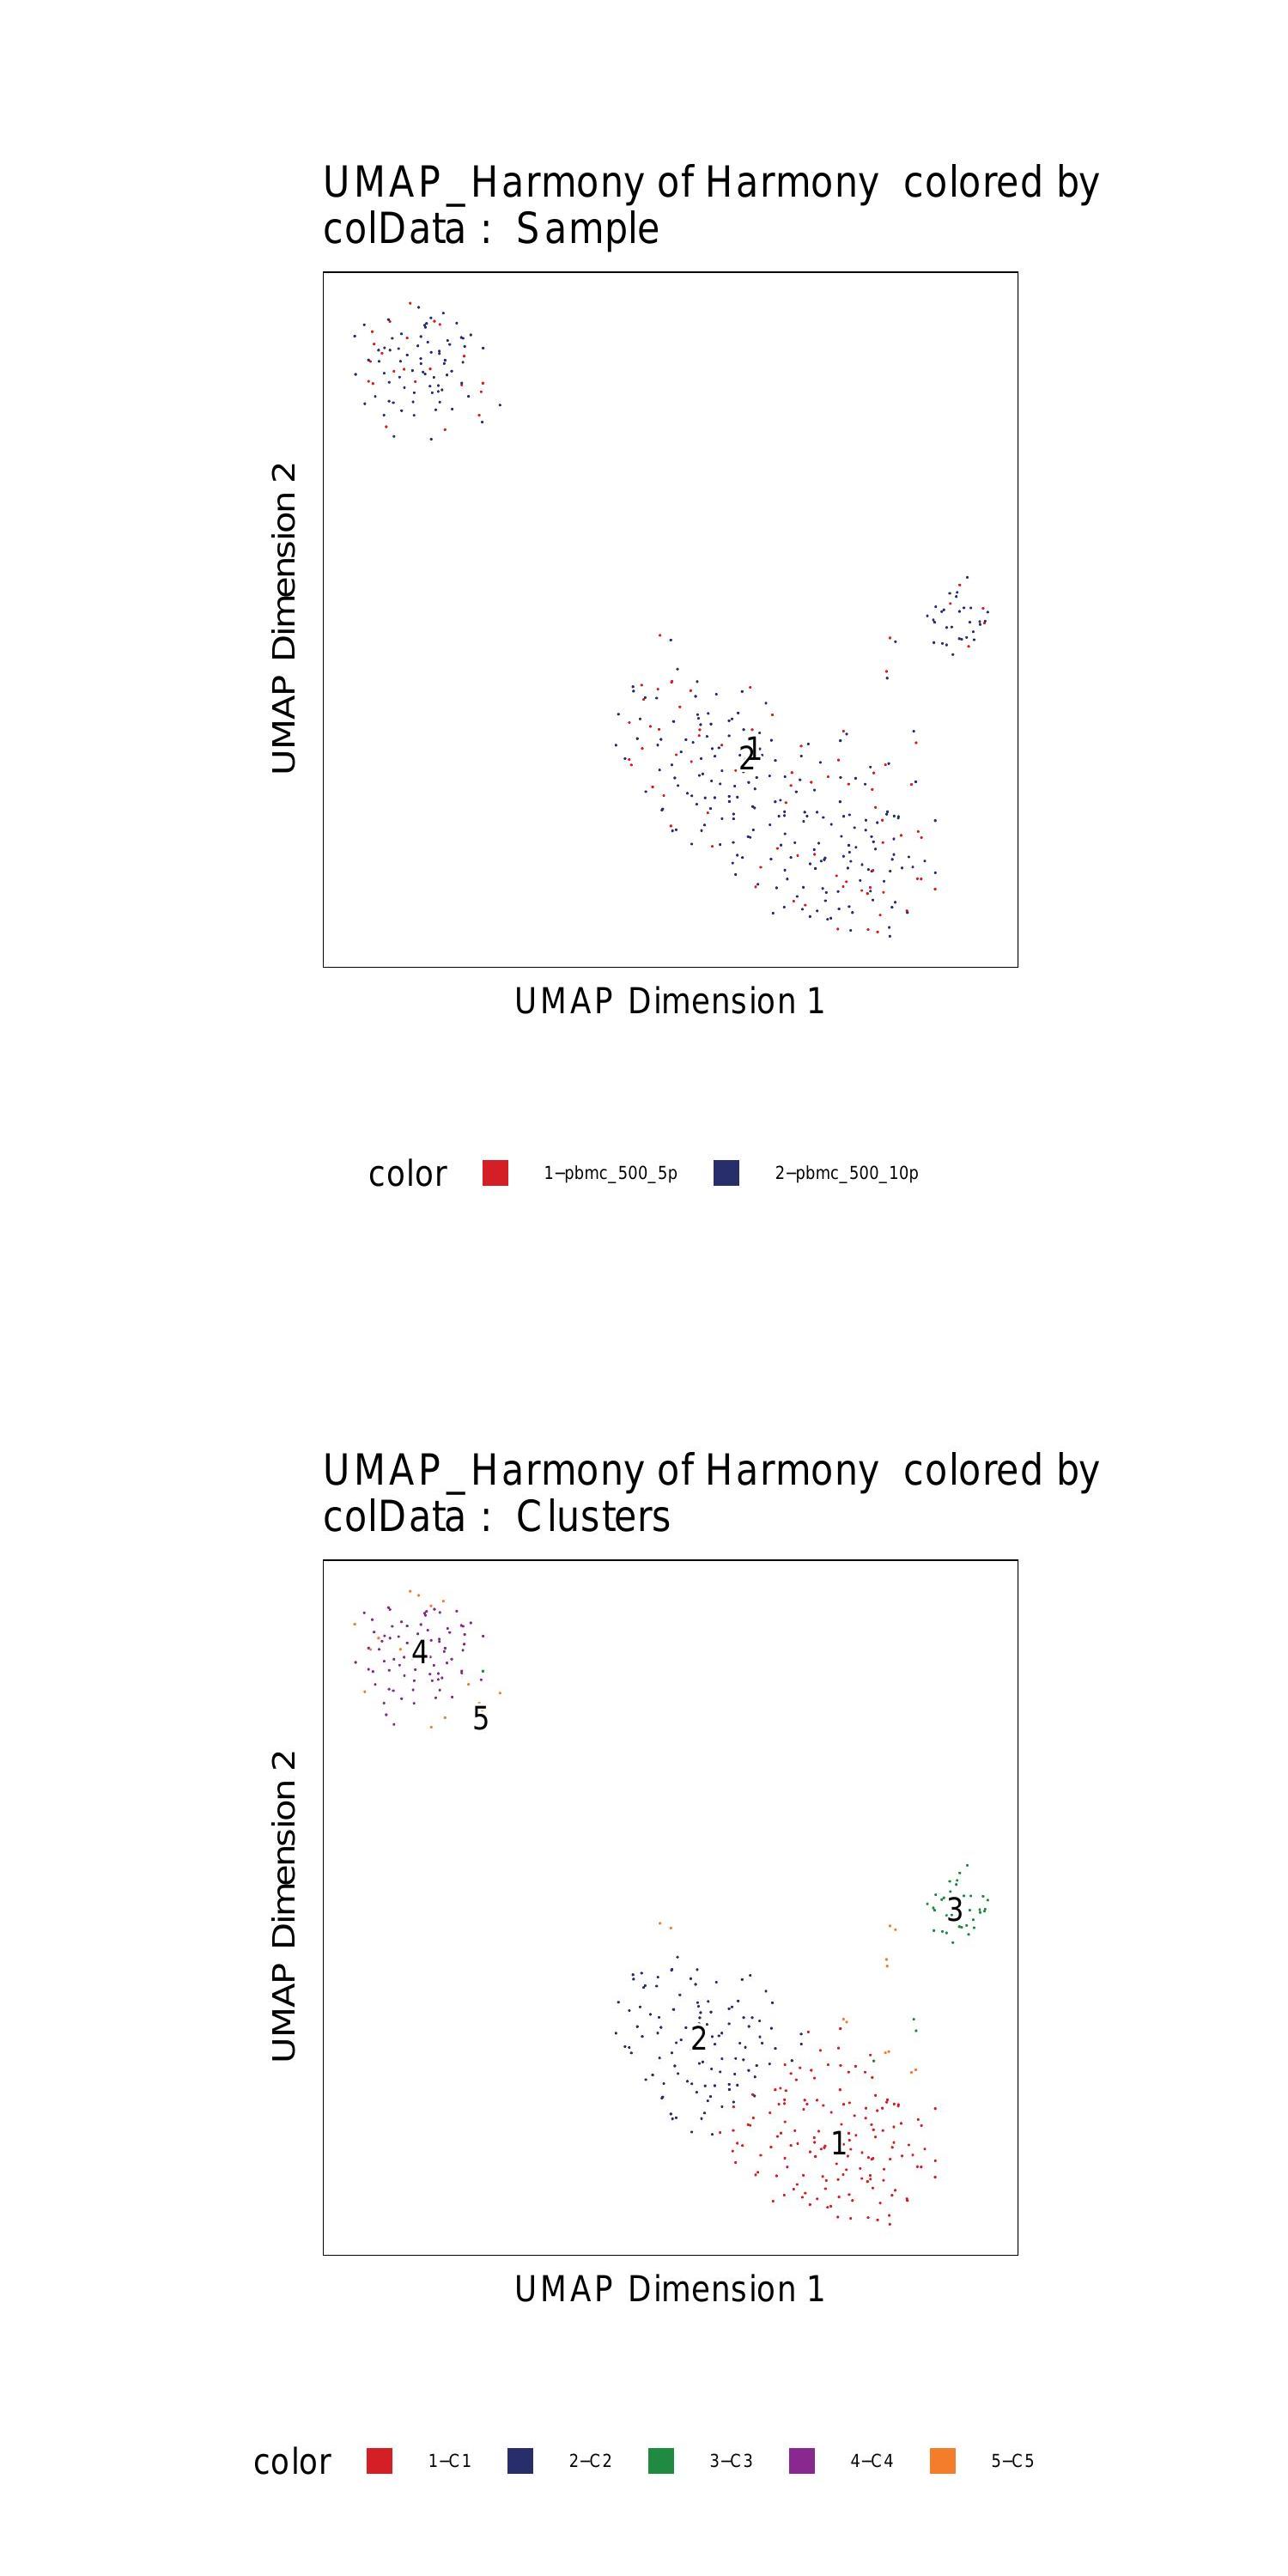 UMAP_Harmony of Harmony  colored by
colData :  Sample
UMAP Dimension 2
1
2
UMAP Dimension 1
color 1−pbmc_500_5p 2−pbmc_500_10p
UMAP_Harmony of Harmony  colored by
colData :  Clusters
UMAP Dimension 2
4
5
3
2
1
UMAP Dimension 1
color 1−C1 2−C2 3−C3 4−C4 5−C5